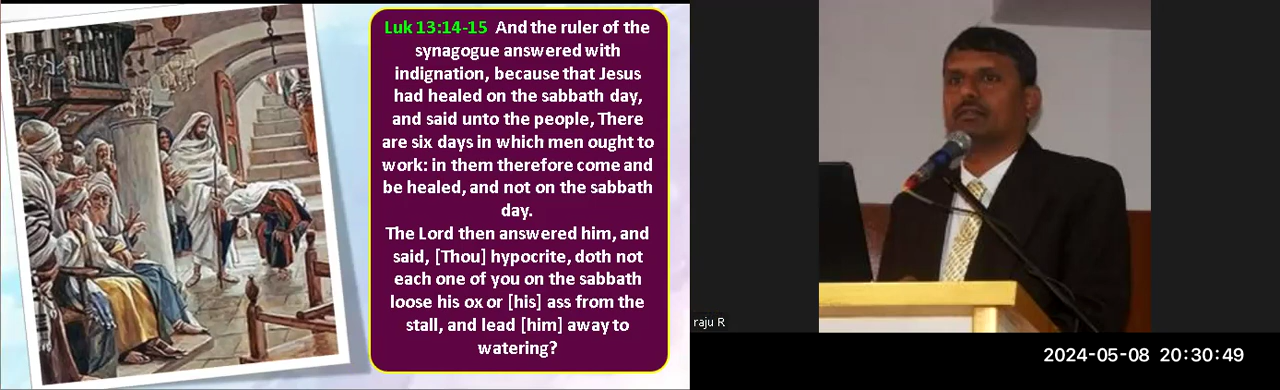 Luk 13:14-15 And the ruler of the
synagogue answered with
indignation, because that Jesus
had healed on the sabbath day,
and said unto the people, There
are six days in which men ought to
work: in them therefore come and
be healed, and not on the sabbath
day.
The Lord then answered him, and
said, [Thou] hypocrite, doth not
each one of you on the sabbath
loose his ox or [his] ass from the
stall, and lead [him] away to
watering?
raju R
2024-05-08 20:30:49